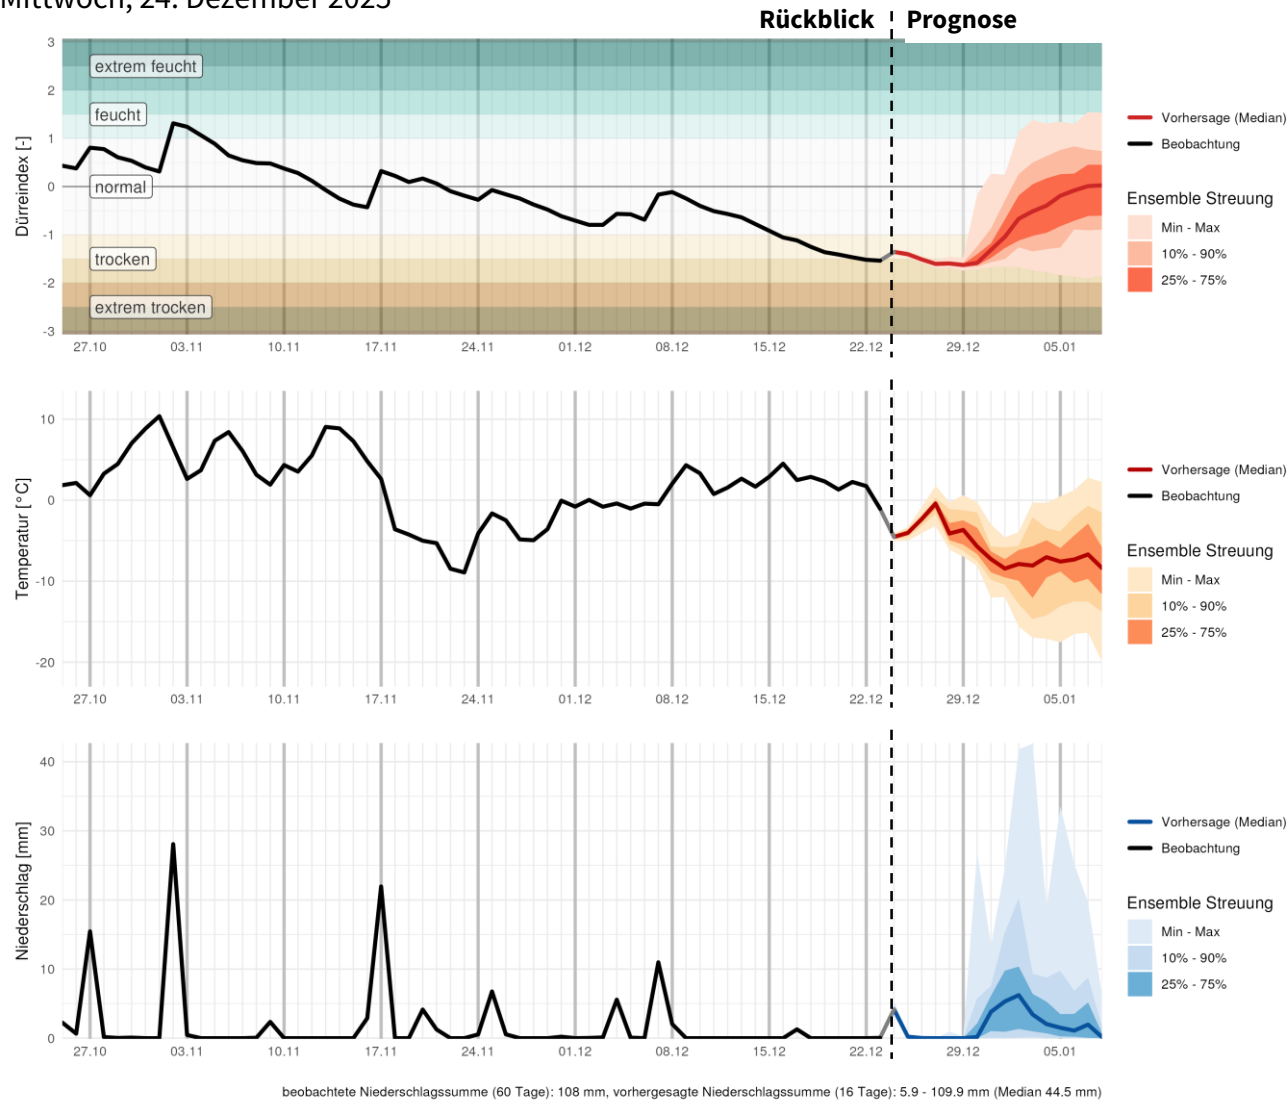 Mittwoch, 24. Dezember 2025
Rückblick Prognose
Dürreindex [-]
3
2
1
0
-1
-2
-3
extrem feucht
feucht
normal
trocken
extrem trocken
27.10 03.11 10.11 17.11 24.11 01.12 08.12 15.12 22.12 29.12 05.01
Vorhersage (Median)
Beobachtung
Ensemble Streuung
Min - Max
10% - 90%
25% - 75%
Temperatur [°C]
10
0
-10
-20
27.10 03.11 10.11 17.11 24.11 01.12 08.12 15.12 22.12 29.12 05.01
Vorhersage (Median)
Beobachtung
Ensemble Streuung
Min - Max
10% - 90%
25% - 75%
Niederschlag [mm]
40
30
20
10
0
27.10 03.11 10.11 17.11 24.11 01.12 08.12 15.12 22.12 29.12 05.01
Vorhersage (Median)
Beobachtung
Ensemble Streuung
Min - Max
10% - 90%
25% - 75%
beobachtete Niederschlagssumme (60 Tage): 108 mm, vorhergesagte Niederschlagssumme (16 Tage): 5.9 - 109.9 mm (Median 44.5 mm)